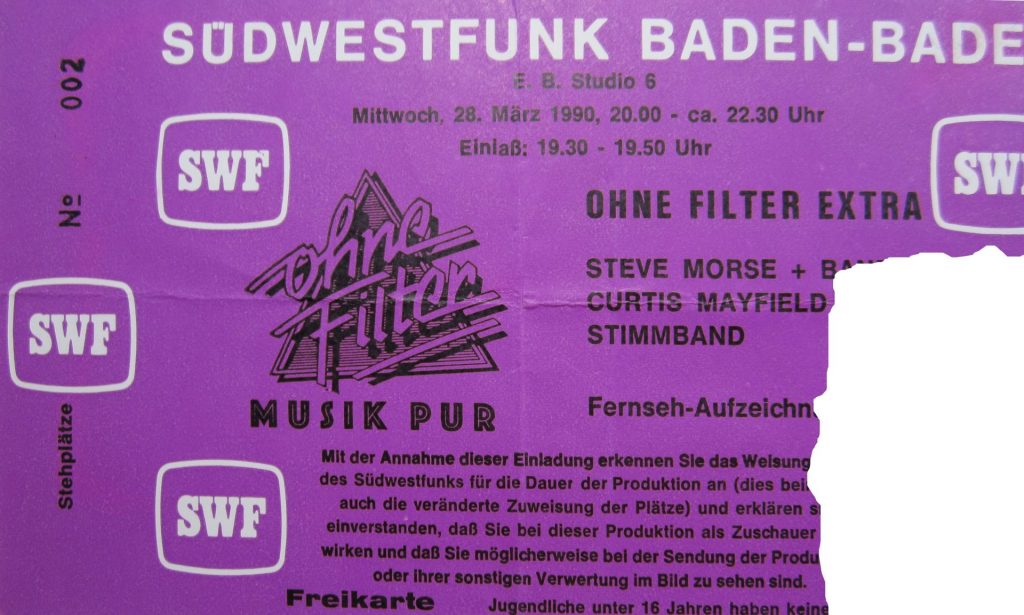 SÜDWESTFUNK BADEN-BADE
E. B. Studio 6
Mittwoch, 28. März 1990, 20.00 - ca. 22.30 Uhr
Einlaß: 19.30 - 19.50 Uhr
Nº 002
SWF
SW
SWF
Stehplätze
SWF
ohne
Filter
MUSIK PUR
OHNE FILTER EXTRA
STEVE MORSE +
CURTIS MAYFIELD
STIMMBAND
Fernseh-Aufzeichn
Mit der Annahme dieser Einladung erkennen Sie das Weisung
des Südwestfunks für die Dauer der Produktion an (dies bei
auch die veränderte Zuweisung der Plätze) und erklären s
einverstanden, daß Sie bei dieser Produktion als Zuschauer
wirken und daß Sie möglicherweise bei der Sendung der Produ
oder ihrer sonstigen Verwertung im Bild zu sehen sind.
Freikarte
Jugendliche unter 16 Jahren haben keine